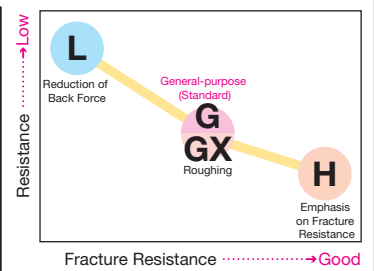 Resistance ········→Low
L
Reduction of
Back Force
General-purpose
(Standard)
G
GX
Roughing
H
Emphasis
on Fracture
Resistance
Fracture Resistance ················→Good